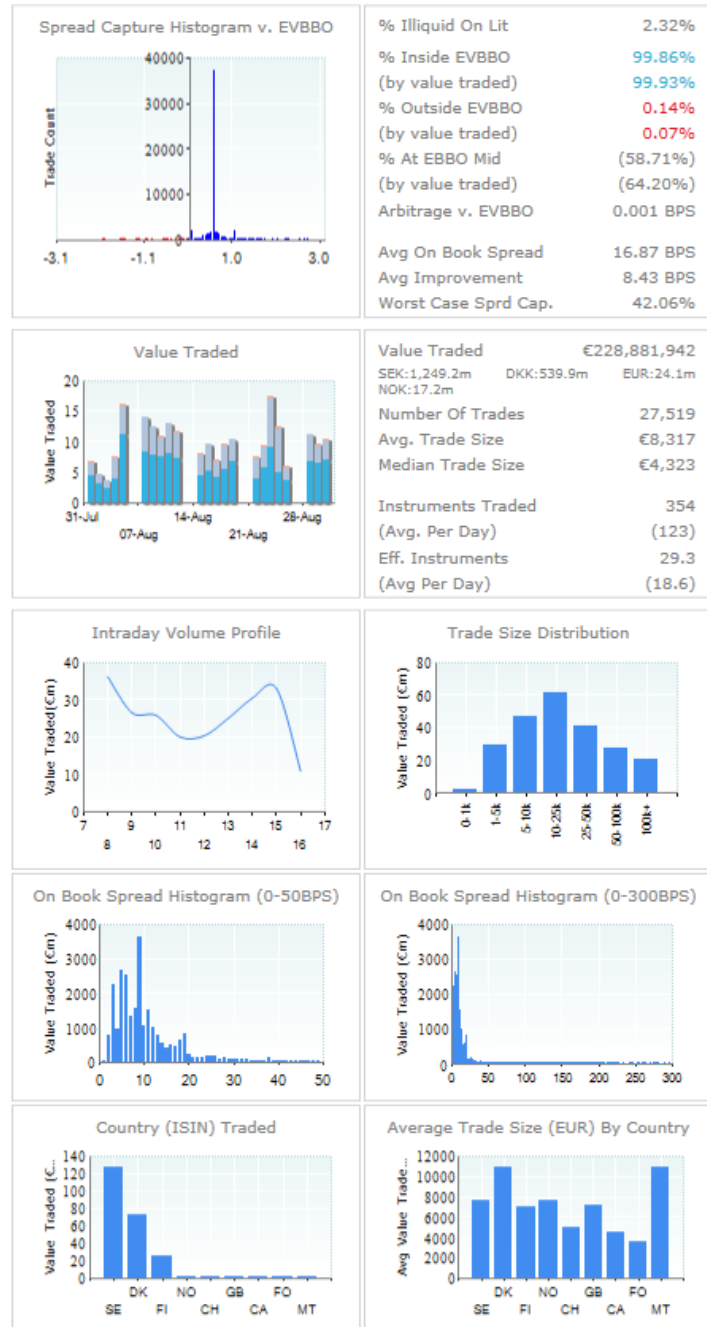 Spread Capture Histogram v. EVBBO
Trade Count
40000
30000
20000
10000
0
-3.1 -1.1 1.0 3.0
% Illiquid On Lit 2.32%
% Inside EVBBO 99.86%
(by value traded) 99.93%
% Outside EVBBO 0.14%
(by value traded) 0.07%
% At EBBO Mid (58.71%)
(by value traded) (64.20%)
Arbitrage v. EVBBO 0.001 BPS
Avg On Book Spread 16.87 BPS
Avg Improvement 8.43 BPS
Worst Case Sprd Cap. 42.06%
Value Traded
Value Traded
20
15
10
5
0
31-Jul 14-Aug 28-Aug
07-Aug 21-Aug
Value Traded €228,881,942
SEK:1,249.2m DKK:539.9m EUR:24.1m
NOK:17.2m
Number Of Trades 27,519
Avg. Trade Size €8,317
Median Trade Size €4,323
Instruments Traded 354
(Avg. Per Day) (123)
Eff. Instruments 29.3
(Avg Per Day) (18.6)
Intraday Volume Profile
Value Traded(€m)
40
30
20
10
0
7 9 11 13 15 17
8 10 12 14 16
Trade Size Distribution
Value Traded (€m)
80
60
40
20
0
0-1k 1-5k 5-10k 10-25k 25-50k 50-100k 100k+
On Book Spread Histogram (0-50BPS)
Value Traded (€m)
4000
3000
2000
1000
0
0 10 20 30 40 50
On Book Spread Histogram (0-300BPS)
Value Traded (€m)
4000
3000
2000
1000
0
0 50 100 150 200 250 300
Country (ISIN) Traded
Value Traded (€...
140
120
100
80
60
40
20
0
DK NO GB FO
SE FI CH CA MT
Average Trade Size (EUR) By Country
Avg Value Trade...
12000
10000
8000
6000
4000
2000
0
DK NO GB FO
SE FI CH CA MT